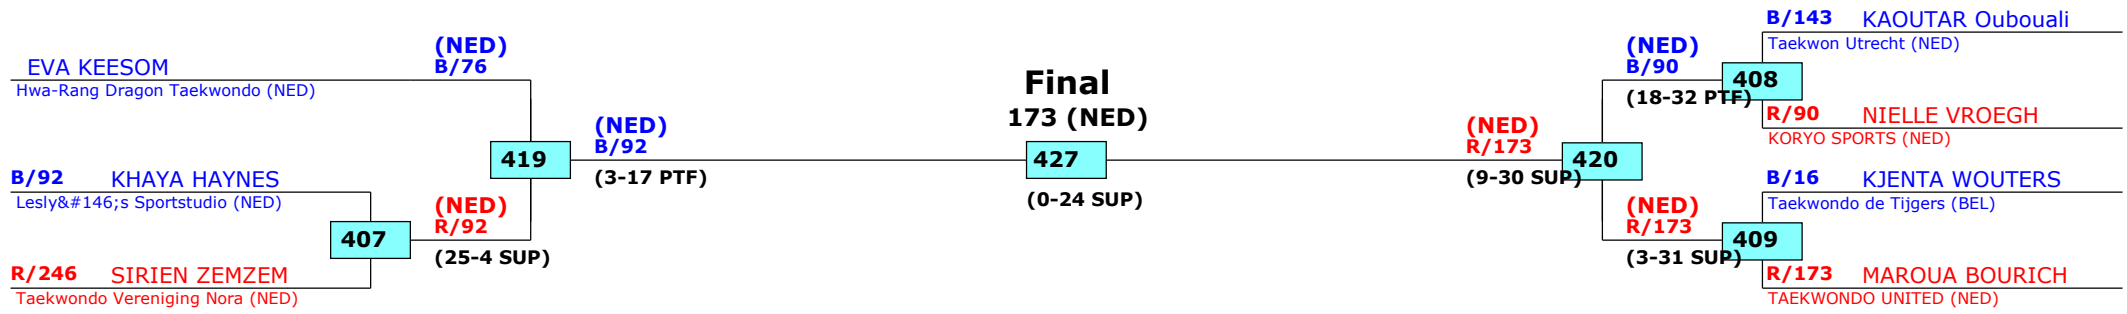 EVA KEESOM
Hwa-Rang Dragon Taekwondo (NED)
(NED)
B/76
B/92 KHAYA HAYNES
Lesly&#146;s Sportstudio (NED)
407
R/246 SIRIEN ZEMZEM
Taekwondo Vereniging Nora (NED)
(NED)
R/92
(25-4 SUP)
419
(NED)
B/92
(3-17 PTF)
Final
173 (NED)
427
(0-24 SUP)
(NED)
R/173
(9-30 SUP)
420
(NED)
B/90
(18-32 PTF)
408
B/143 KAOUTAR Oubouali
Taekwon Utrecht (NED)
R/90 NIELLE VROEGH
KORYO SPORTS (NED)
(NED)
R/173
(3-31 SUP)
409
B/16 KJENTA WOUTERS
Taekwondo de Tijgers (BEL)
R/173 MAROUA BOURICH
TAEKWONDO UNITED (NED)